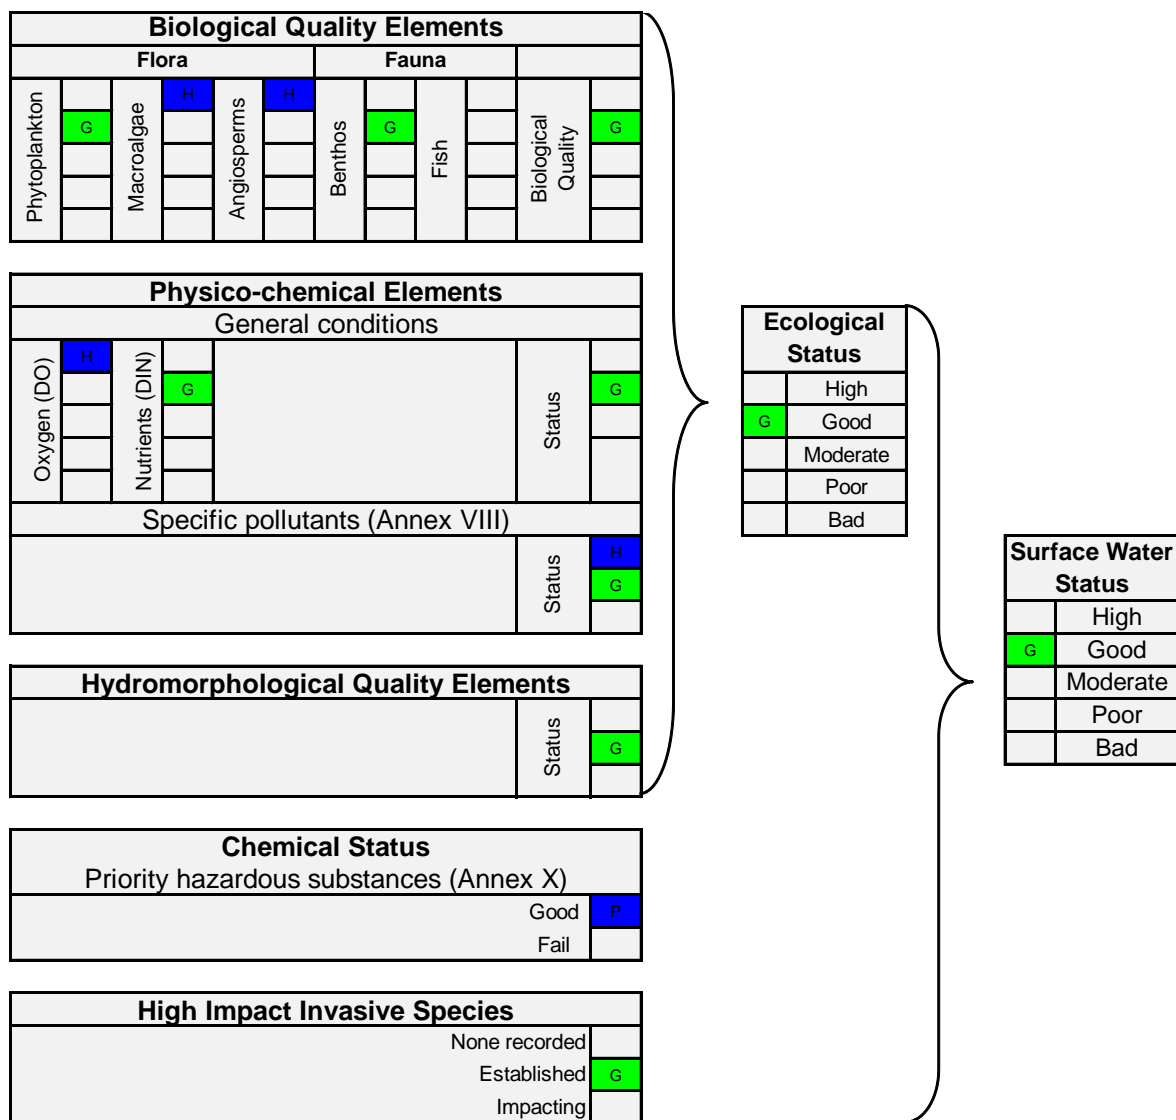 Biological Quality Elements
Flora Fauna
Phytoplankton
G
Macroalgae
H
Angiosperms
H
Benthos
G
Fish
Biological
Quality
G
Physico-chemical Elements
General conditions
Oxygen (DO)
H
Nutrients (DIN)
G
Status
G
Specific pollutants (Annex VIII)
Status
H
G
Hydromorphological Quality Elements
Status
G
Chemical Status
Priority hazardous substances (Annex X)
Good P
Fail
High Impact Invasive Species
None recorded
Established G
Impacting
Ecological
Status
High
G Good
Moderate
Poor
Bad
Surface Water
Status
High
G Good
Moderate
Poor
Bad